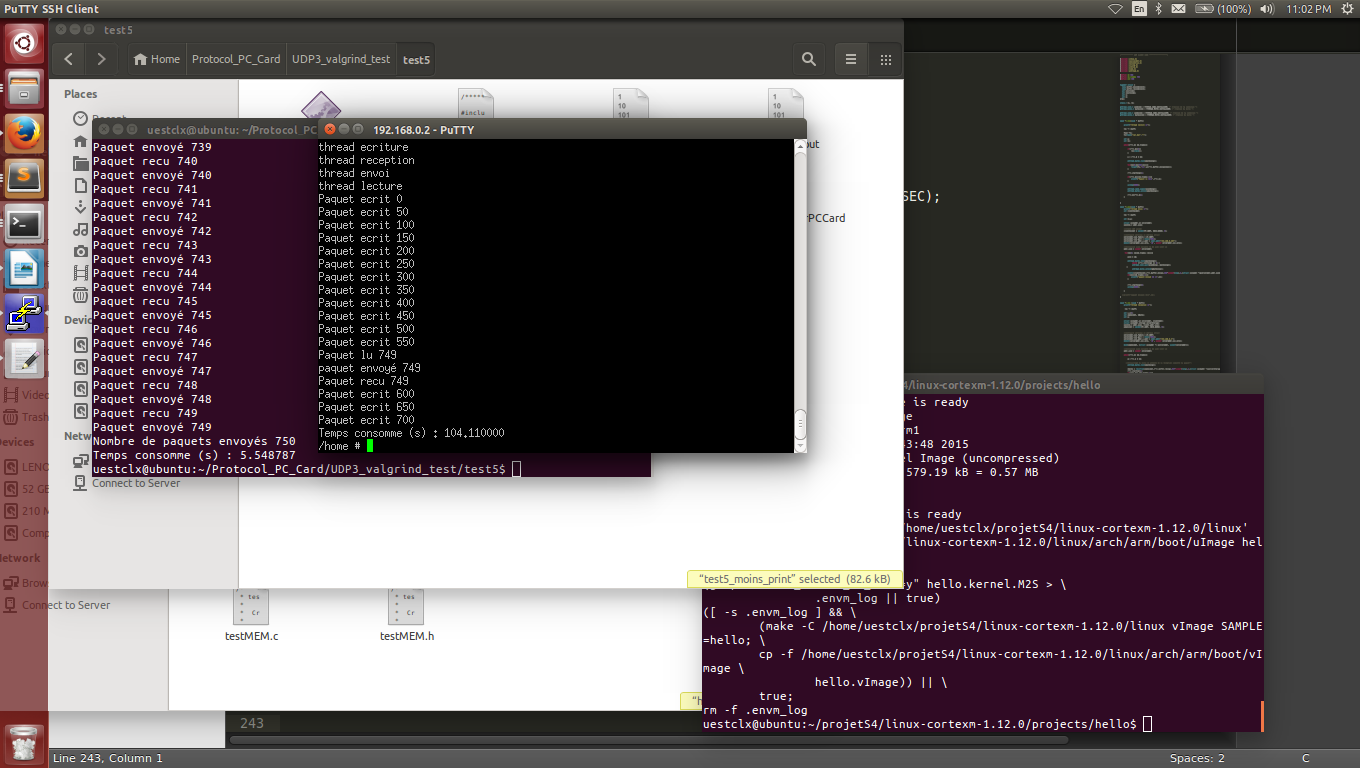 PuTTY SSH Client
En
(100%)
11:02 PM
test5
Home
Protocol_PC_Card
UDP3_valgrind_test
test5
Places
uestclx@ubuntu: ~/Protocol_PC
Paquet envoyé 739
Paquet recu 740
Paquet envoyé 740
Paquet recu 741
Paquet envoyé 741
Paquet recu 742
Paquet envoyé 742
Paquet recu 743
Paquet envoyé 743
Paquet recu 744
Paquet envoyé 744
Paquet recu 745
Paquet envoyé 745
Paquet recu 746
Paquet envoyé 746
Paquet recu 747
Paquet envoyé 747
Paquet recu 748
Paquet envoyé 748
Paquet recu 749
Paquet envoyé 749
Nombre de paquets envoyés 750
Temps consomme (s) : 5.548787
uestclx@ubuntu:~/Protocol_PC_Card/UDP3_valgrind_test/test5$
192.168.0.2 - PuTTY
thread ecriture
thread reception
thread envoi
thread lecture
Paquet ecrit 0
Paquet ecrit 50
Paquet ecrit 100
Paquet ecrit 150
Paquet ecrit 200
Paquet ecrit 250
Paquet ecrit 300
Paquet ecrit 350
Paquet ecrit 400
Paquet ecrit 450
Paquet ecrit 500
Paquet ecrit 550
Paquet lu 749
paquet envoyé 749
Paquet recu 749
Paquet ecrit 600
Paquet ecrit 650
Paquet ecrit 700
Temps consomme (s) : 104.110000
/home #
/*****
#inclu
1
10
101
1
10
101
out
rPCCard
SEC);
Devic
Netw
Connect to Server
Video
Trash
Devices
LENO
52 GB
210 M
Comp
Network
Brows
Connect to Server
"test5_moins_print" selected (82.6 kB)
* tes
*
* Cr
* tes
*
* Cr
testMEM.c
testMEM.h
4/linux-cortexm-1.12.0/projects/hello
e is ready
ge
rm1
43:48 2015
el Image (uncompressed)
579.19 kB = 0.57 MB
is ready
/home/uestclx/projetS4/linux-cortexm-1.12.0/linux'
/linux-cortexm-1.12.0/linux/arch/arm/boot/uImage hel
y" hello.kernel.M2S > \
.envm_log || true)
([ -s .envm_log ] && \
(make -C /home/uestclx/projetS4/linux-cortexm-1.12.0/linux vImage SAMPLE
=hello; \
cp -f /home/uestclx/projetS4/linux-cortexm-1.12.0/linux/arch/arm/boot/vI
mage \
hello.vImage)) || \
true;
rm -f .envm_log
uestclx@ubuntu:~/projetS4/linux-cortexm-1.12.0/projects/hello$
243
Line 243, Column 1
Spaces: 2
C